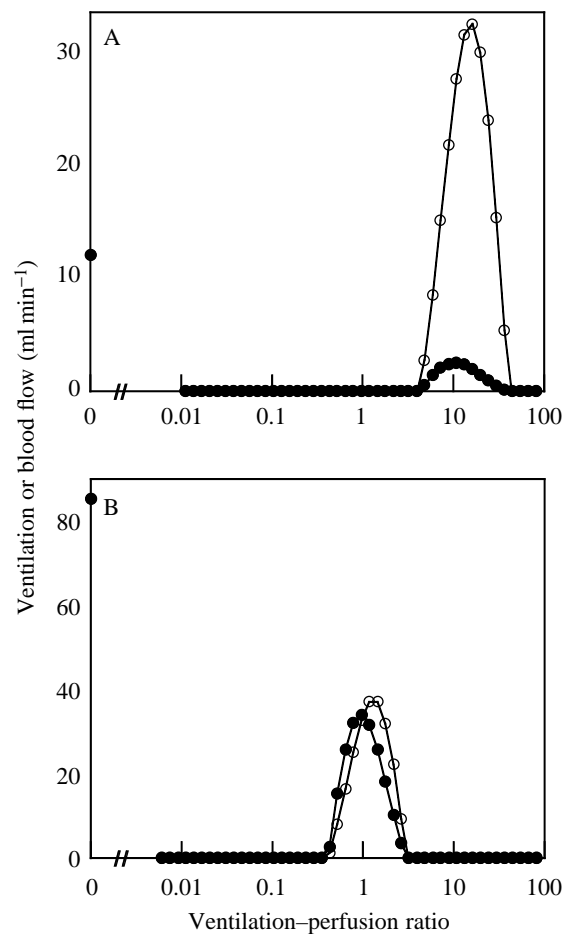 A
30
20
10
0
0 0.01 0.1 1 10 100
Ventilation or blood flow (ml min⁻¹)
B
80
60
40
20
0
0 0.01 0.1 1 10 100
Ventilation–perfusion ratio